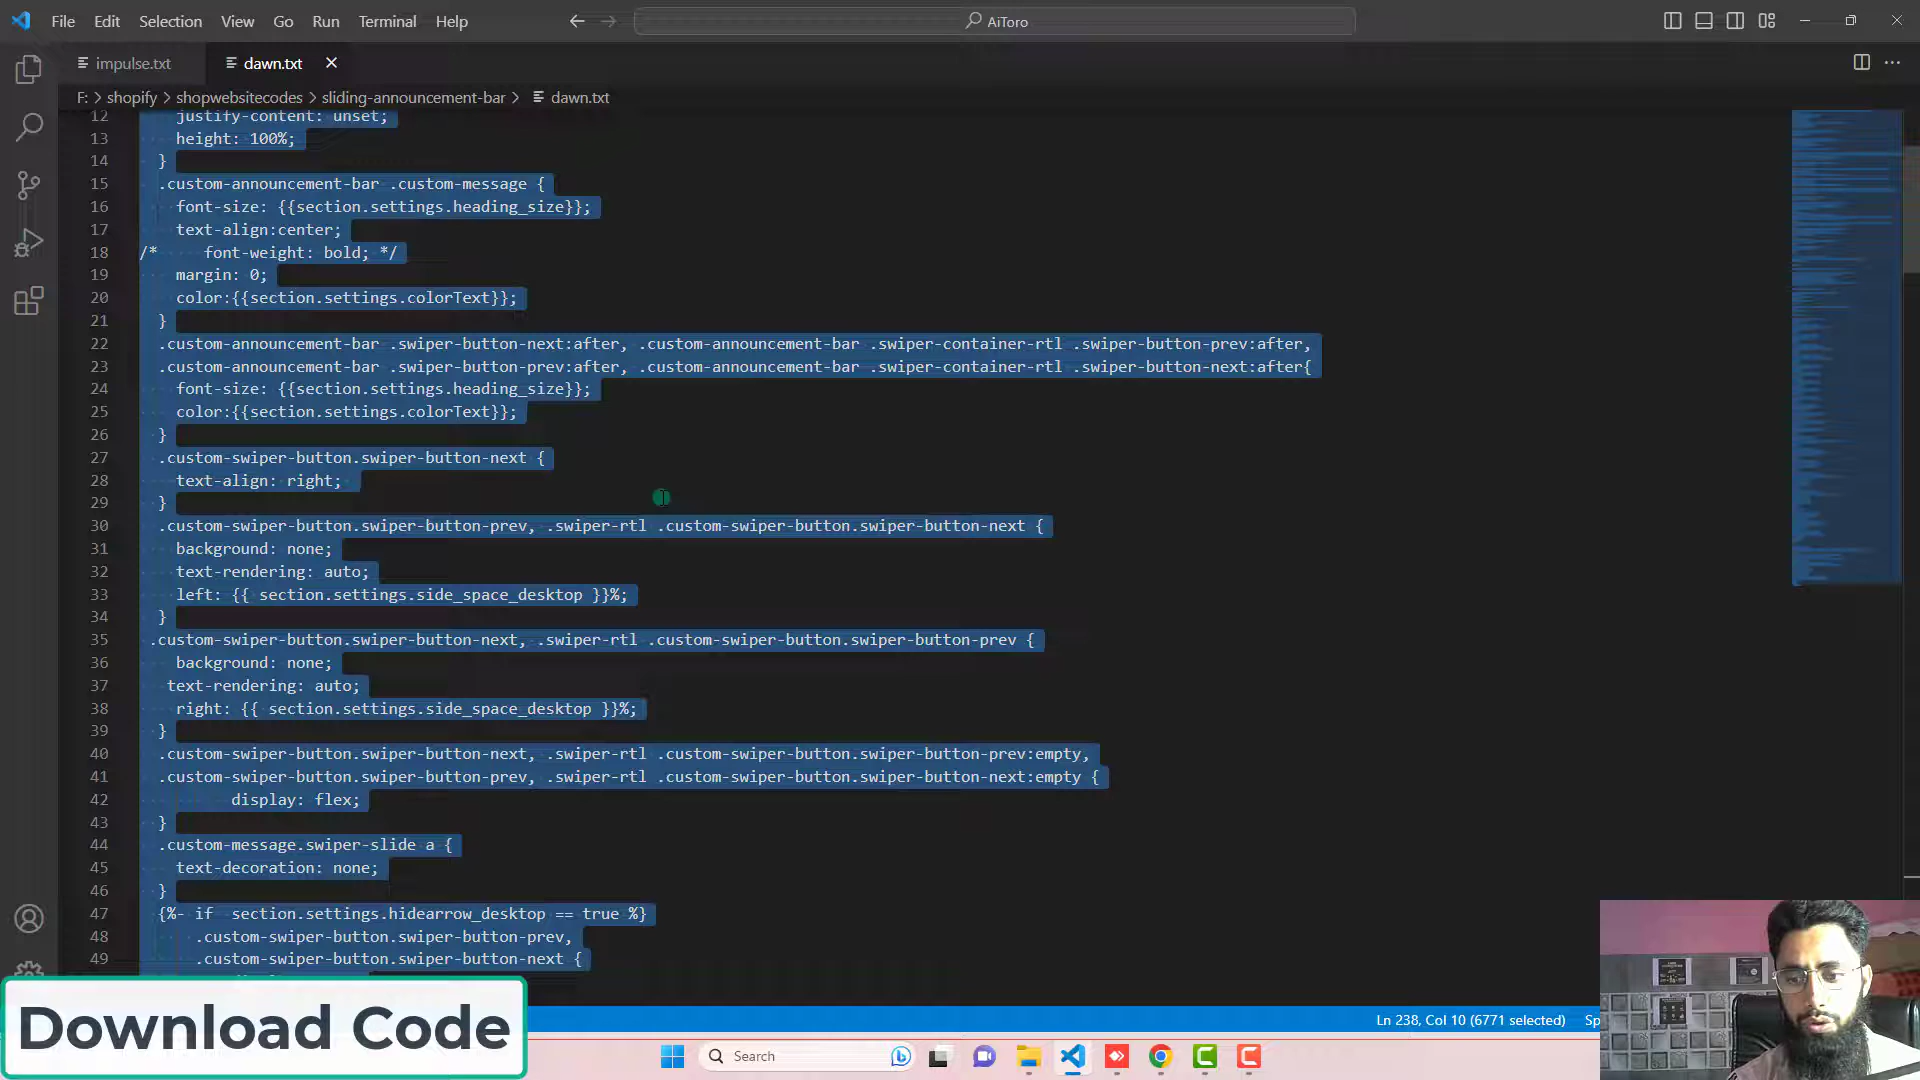 File Edit Selection View Go Run Terminal Help
AiToro
impulse.txt
dawn.txt
F: > shopify > shopwebsitecodes > sliding-announcement-bar > dawn.txt
12 justify-content: unset;
13 height: 100%;
14 }
15 .custom-announcement-bar .custom-message {
16 font-size: {{section.settings.heading_size}};
17 text-align:center;
18 /* font-weight: bold; */
19 margin: 0;
20 color:{{section.settings.colorText}};
21 }
22 .custom-announcement-bar .swiper-button-next:after, .custom-announcement-bar .swiper-container-rtl .swiper-button-prev:after,
23 .custom-announcement-bar .swiper-button-prev:after, .custom-announcement-bar .swiper-container-rtl .swiper-button-next:after{
24 font-size: {{section.settings.heading_size}};
25 color:{{section.settings.colorText}};
26 }
27 .custom-swiper-button.swiper-button-next {
28 text-align: right;
29 }
30 .custom-swiper-button.swiper-button-prev, .swiper-rtl .custom-swiper-button.swiper-button-next {
31 background: none;
32 text-rendering: auto;
33 left: {{ section.settings.side_space_desktop }}%;
34 }
35 .custom-swiper-button.swiper-button-next, .swiper-rtl .custom-swiper-button.swiper-button-prev {
36 background: none;
37 text-rendering: auto;
38 right: {{ section.settings.side_space_desktop }}%;
39 }
40 .custom-swiper-button.swiper-button-next, .swiper-rtl .custom-swiper-button.swiper-button-prev:empty,
41 .custom-swiper-button.swiper-button-prev, .swiper-rtl .custom-swiper-button.swiper-button-next:empty {
42 display: flex;
43 }
44 .custom-message.swiper-slide a {
45 text-decoration: none;
46 }
47 {%- if section.settings.hidearrow_desktop == true %}
48 .custom-swiper-button.swiper-button-prev,
49 .custom-swiper-button.swiper-button-next {
Download Code
Ln 238, Col 10 (6771 selected) Sp
Search